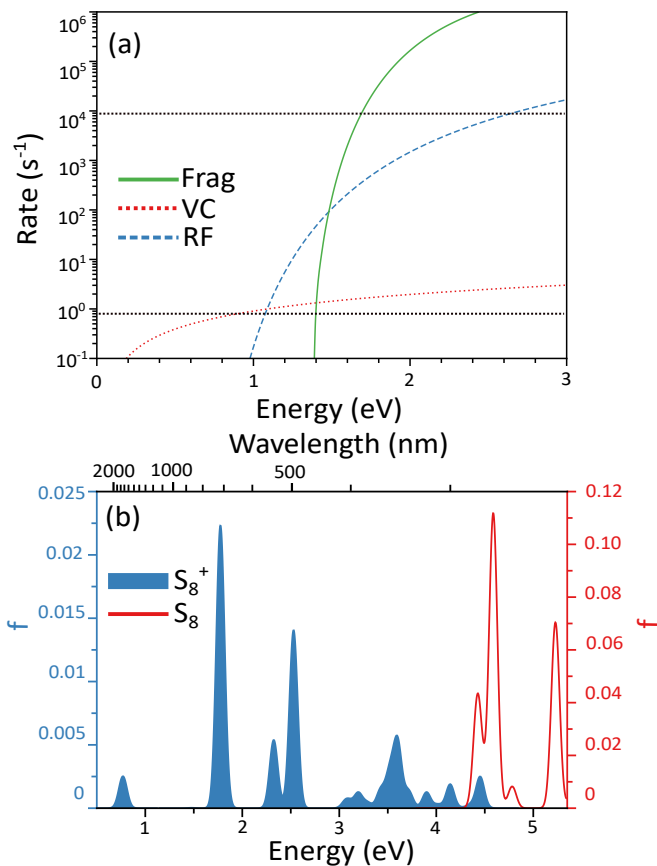 (a)
10^6
10^5
10^4
10^3
10^2
10^1
10^0
10^-1
Rate (s^-1)
Frag
VC
RF
0 1 2 3
Energy (eV)
Wavelength (nm)
2000 1000 500
(b)
0.025
0.02
0.015
0.01
0.005
0
f
S8+
S8
0.12
0.10
0.08
0.06
0.04
0.02
0
f
1 2 3 4 5
Energy (eV)